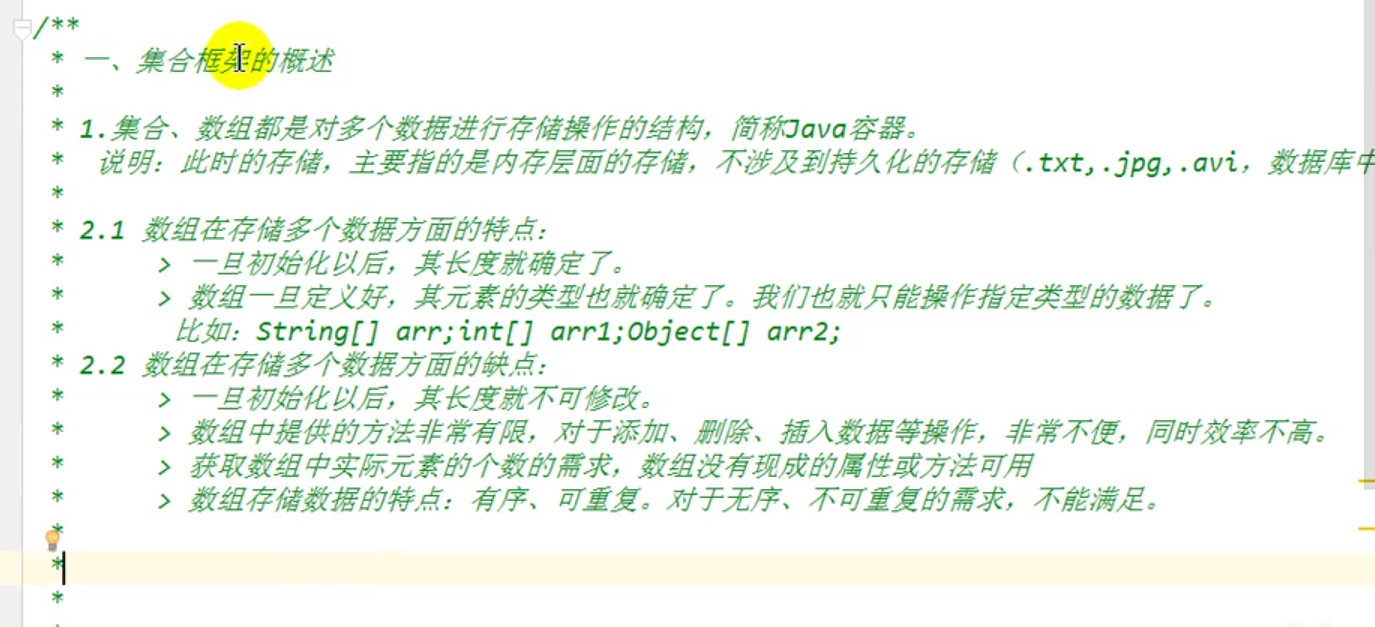 /**
* 一、集合框架的概述
*
* 1.集合、数组都是对多个数据进行存储操作的结构，简称Java容器。
* 说明：此时的存储，主要指的是内存层面的存储，不涉及到持久化的存储（.txt,.jpg,.avi，数据库中
*
* 2.1 数组在存储多个数据方面的特点：
* > 一旦初始化以后，其长度就确定了。
* > 数组一旦定义好，其元素的类型也就确定了。我们也就只能操作指定类型的数据了。
* 比如：String[] arr;int[] arr1;Object[] arr2;
* 2.2 数组在存储多个数据方面的缺点：
* > 一旦初始化以后，其长度就不可修改。
* > 数组中提供的方法非常有限，对于添加、删除、插入数据等操作，非常不便，同时效率不高。
* > 获取数组中实际元素的个数的需求，数组没有现成的属性或方法可用
* > 数组存储数据的特点：有序、可重复。对于无序、不可重复的需求，不能满足。
*
*
*
*